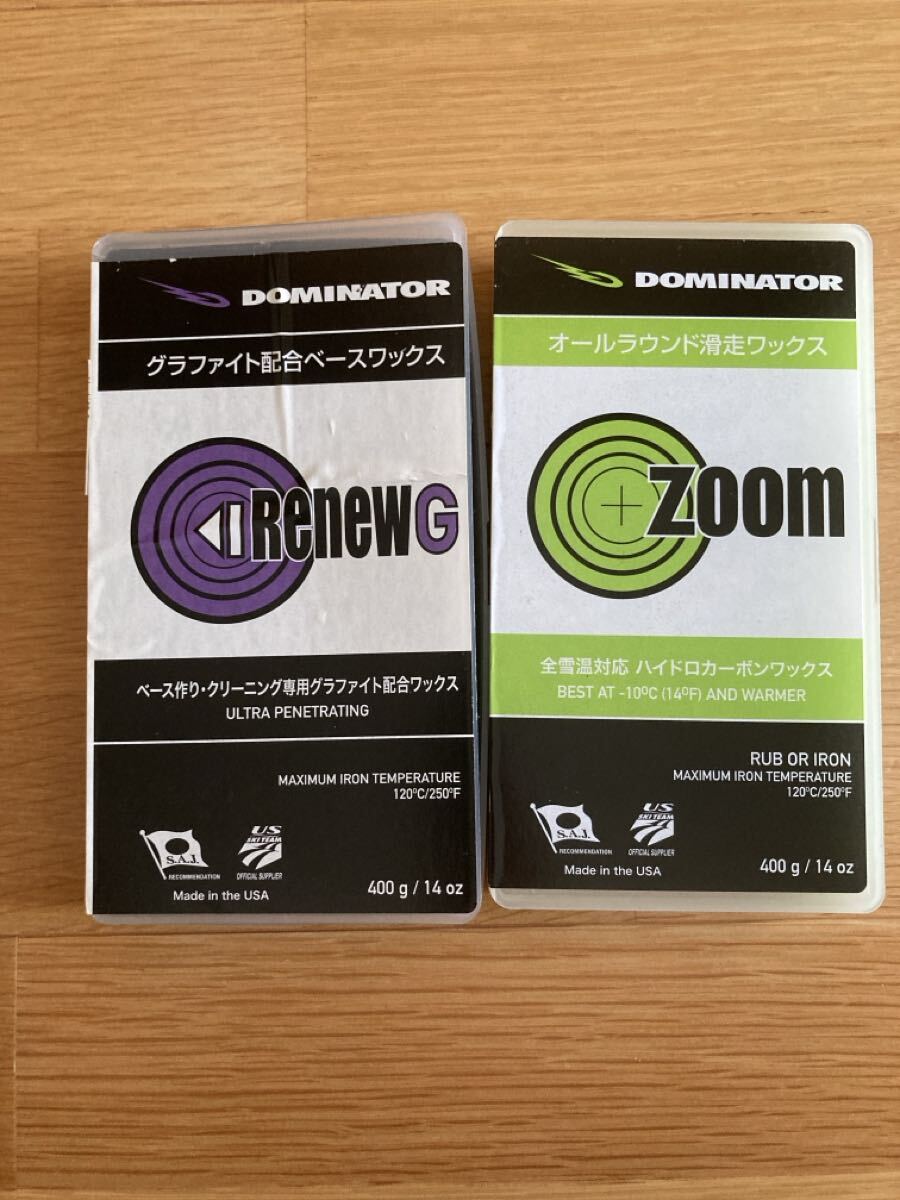 DOMINATOR
グラファイト配合ベースワックス
RenewG
ベース作り・クリーニング専用グラファイト配合ワックス
ULTRA PENETRATING
MAXIMUM IRON TEMPERATURE
120ºC/250ºF
S.A.J.
RECOMMENDATION
US
SKI TEAM
OFFICIAL SUPPLIER
Made in the USA
400 g / 14 oz
DOMINATOR
オールラウンド滑走ワックス
Zoom
全雪温対応 ハイドロカーボンワックス
BEST AT -10ºC (14ºF) AND WARMER
RUB OR IRON
MAXIMUM IRON TEMPERATURE
120ºC/250ºF
S.A.J.
RECOMMENDATION
US
SKI TEAM
OFFICIAL SUPPLIER
Made in the USA
400 g / 14 oz